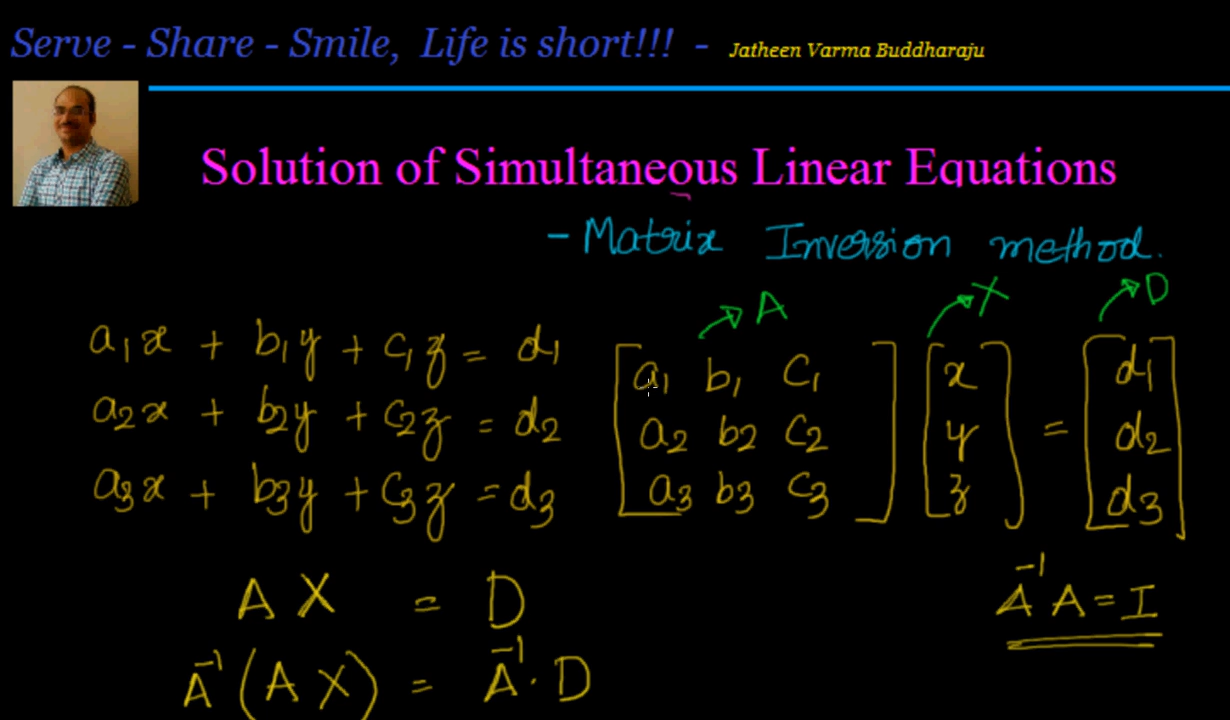 Serve - Share - Smile, Life is short!!! - Jatheen Varma Buddharaju
Solution of Simultaneous Linear Equations
- Matrix Inversion method.
A X D
a1x + b1y + c1z = d1
a2x + b2y + c2z = d2
a3x + b3y + c3z = d3
[a1 b1 c1] [x] [d1]
[a2 b2 c2] [y] = [d2]
[a3 b3 c3] [z] [d3]
A X = D
A⁻¹A = I
A⁻¹(AX) = A⁻¹·D